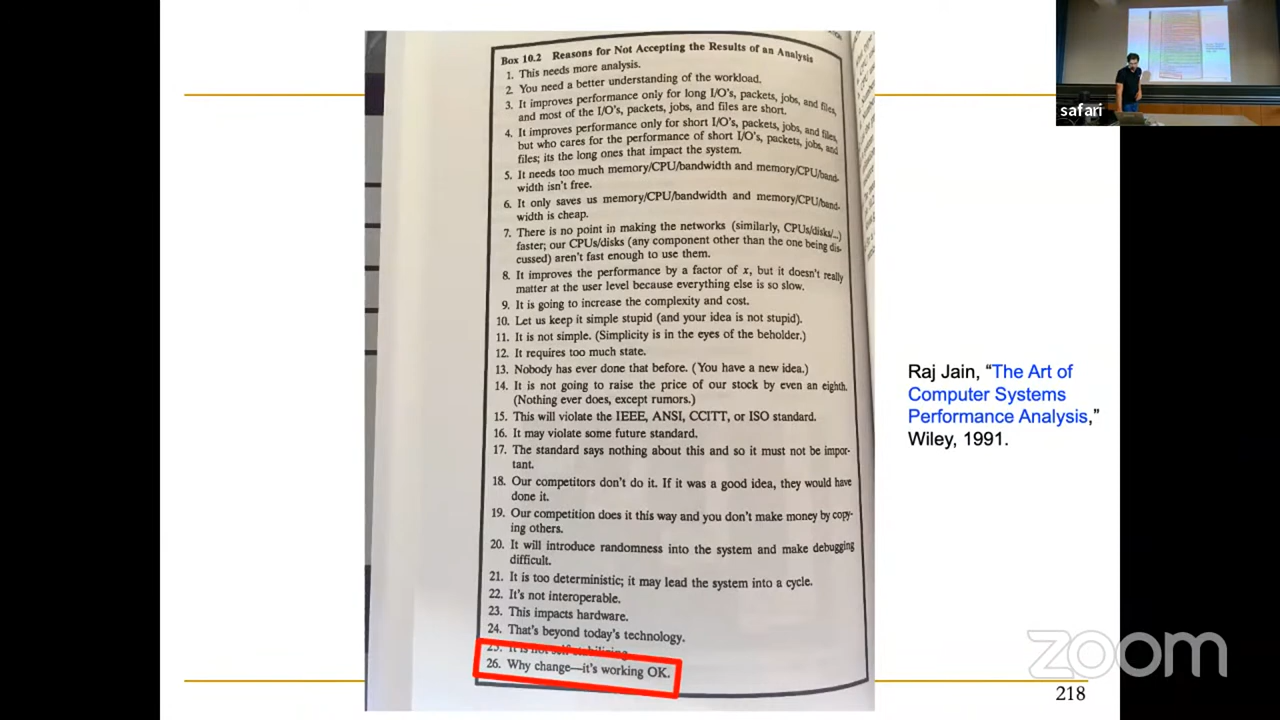 Box 10.2 Reasons for Not Accepting the Results of an Analysis
1. This needs more analysis.
2. You need a better understanding of the workload.
3. It improves performance only for long I/O's, packets, jobs, and files,
and most of the I/O's, packets, jobs, and files are short.
4. It improves performance only for short I/O's, packets, jobs, and files,
but who cares for the performance of short I/O's, packets, jobs, and
files; its the long ones that impact the system.
5. It needs too much memory/CPU/bandwidth and memory/CPU/band-
width isn't free.
6. It only saves us memory/CPU/bandwidth and memory/CPU/band-
width is cheap.
7. There is no point in making the networks (similarly, CPUs/disks/...)
faster; our CPUs/disks (any component other than the one being dis-
cussed) aren't fast enough to use them.
8. It improves the performance by a factor of x, but it doesn't really
matter at the user level because everything else is so slow.
9. It is going to increase the complexity and cost.
10. Let us keep it simple stupid (and your idea is not stupid).
11. It is not simple. (Simplicity is in the eyes of the beholder.)
12. It requires too much state.
13. Nobody has ever done that before. (You have a new idea.)
14. It is not going to raise the price of our stock by even an eighth.
(Nothing ever does, except rumors.)
15. This will violate the IEEE, ANSI, CCITT, or ISO standard.
16. It may violate some future standard.
17. The standard says nothing about this and so it must not be impor-
tant.
18. Our competitors don't do it. If it was a good idea, they would have
done it.
19. Our competition does it this way and you don't make money by copy-
ing others.
20. It will introduce randomness into the system and make debugging
difficult.
21. It is too deterministic; it may lead the system into a cycle.
22. It's not interoperable.
23. This impacts hardware.
24. That's beyond today's technology.
25. It is not self-stabilizing.
26. Why change—it's working OK.
Raj Jain, “The Art of
Computer Systems
Performance Analysis,”
Wiley, 1991.
safari
zoom
218